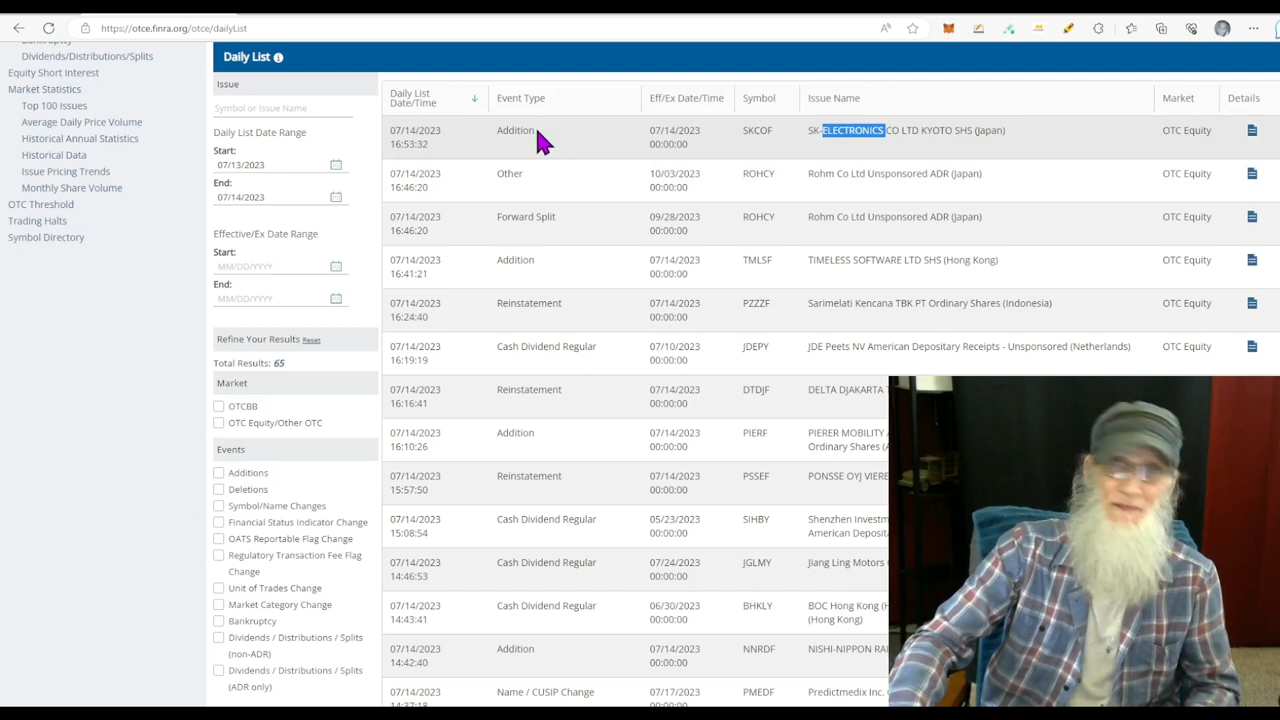 https://otce.finra.org/otce/dailyList
Dividends/Distributions/Splits
Equity Short Interest
Market Statistics
Top 100 Issues
Average Daily Price Volume
Historical Annual Statistics
Historical Data
Issue Pricing Trends
Monthly Share Volume
OTC Threshold
Trading Halts
Symbol Directory
Daily List
Issue
Symbol or Issue Name
Daily List Date Range
Start:
07/13/2023
End:
07/14/2023
Effective/Ex Date Range
Start:
MM/DD/YYYY
End:
MM/DD/YYYY
Refine Your Results Reset
Total Results: 65
Market
OTCBB
OTC Equity/Other OTC
Events
Additions
Deletions
Symbol/Name Changes
Financial Status Indicator Change
OATS Reportable Flag Change
Regulatory Transaction Fee Flag
Change
Unit of Trades Change
Market Category Change
Bankruptcy
Dividends / Distributions / Splits
(non-ADR)
Dividends / Distributions / Splits
(ADR only)
Daily List
Date/Time Event Type Eff/Ex Date/Time Symbol Issue Name Market Details
07/14/2023 Addition 07/14/2023 SKCOF SK-ELECTRONICS CO LTD KYOTO SHS (Japan) OTC Equity
16:53:32 00:00:00
07/14/2023 Other 10/03/2023 ROHCY Rohm Co Ltd Unsponsored ADR (Japan) OTC Equity
16:46:20 00:00:00
07/14/2023 Forward Split 09/28/2023 ROHCY Rohm Co Ltd Unsponsored ADR (Japan) OTC Equity
16:46:20 00:00:00
07/14/2023 Addition 07/14/2023 TMLSF TIMELESS SOFTWARE LTD SHS (Hong Kong) OTC Equity
16:41:21 00:00:00
07/14/2023 Reinstatement 07/14/2023 PZZZF Sarimelati Kencana TBK PT Ordinary Shares (Indonesia) OTC Equity
16:24:40 00:00:00
07/14/2023 Cash Dividend Regular 07/10/2023 JDEPY JDE Peets NV American Depositary Receipts - Unsponsored (Netherlands) OTC Equity
16:19:19 00:00:00
07/14/2023 Reinstatement 07/14/2023 DTDJF DELTA DJAKARTA
16:16:41 00:00:00
07/14/2023 Addition 07/14/2023 PIERF PIERER MOBILITY
16:10:26 00:00:00 Ordinary Shares
07/14/2023 Reinstatement 07/14/2023 PSSEF PONSSE OYJ
15:57:50 00:00:00
07/14/2023 Cash Dividend Regular 05/23/2023 SIHBY Shenzhen
15:08:54 00:00:00 American
07/14/2023 Cash Dividend Regular 07/24/2023 JGLMY Jiang Ling Motors
14:46:53 00:00:00
07/14/2023 Cash Dividend Regular 06/30/2023 BHKLY BOC Hong Kong
14:43:41 00:00:00 (Hong Kong)
07/14/2023 Addition 07/14/2023 NNRDF NISHI-NIPPON
14:42:40 00:00:00
07/14/2023 Name / CUSIP Change 07/17/2023 PMEDF Predictmedix Inc.